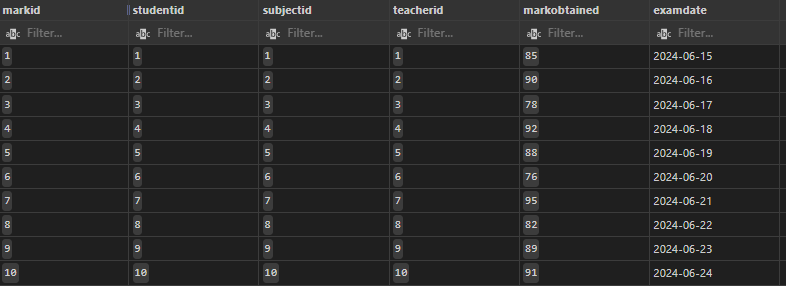 markid studentid subjectid teacherid markobtained examdate
abc Filter... abc Filter... abc Filter... abc Filter... abc Filter... abc Filter...
1 1 1 1 85 2024-06-15
2 2 2 2 90 2024-06-16
3 3 3 3 78 2024-06-17
4 4 4 4 92 2024-06-18
5 5 5 5 88 2024-06-19
6 6 6 6 76 2024-06-20
7 7 7 7 95 2024-06-21
8 8 8 8 82 2024-06-22
9 9 9 9 89 2024-06-23
10 10 10 10 91 2024-06-24